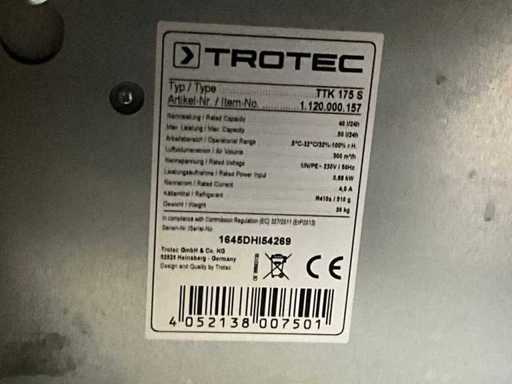 TROTEC
Typ / Type TTK 175 S
Artikel-Nr. / Item-No. 1.120.000.157
Nennleistung / Rated Capacity 40 l/24h
Max. Leistung / Max. Capacity 50 l/24h
Arbeitsbereich / Operational Range 5°C-32°C/32%-100% r.H.
Luftvolumenstrom / Air Volume 300 m³/h
Nennspannung / Rated Voltage 1/N/PE~ 230V / 50Hz
Leistungsaufnahme / Rated Power Input 0,88 kW
Nennstrom / Rated Current 4,0 A
Kältemittel / Refrigerant R410a / 510 g
Gewicht / Weight kg
In compliance with Commission Regulation (EC) 327/2011 (ErP2013)
Serien-Nr./Serial-No.
1645DHI54269
Trotec GmbH & Co. KG
52525 Heinsberg - Germany
Design and Quality by Trotec
CE
4 052138 007501